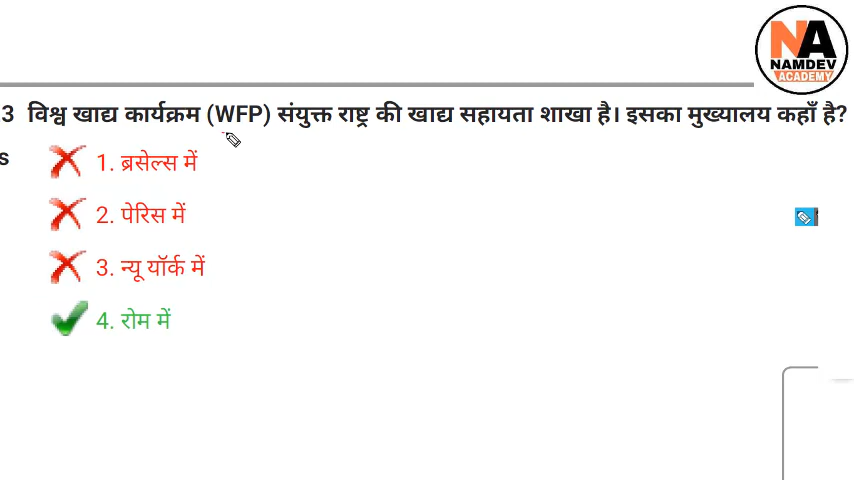 NA
NAMDEV
ACADEMY
3 विश्व खाद्य कार्यक्रम (WFP) संयुक्त राष्ट्र की खाद्य सहायता शाखा है। इसका मुख्यालय कहाँ है?
s
1. ब्रसेल्स में
2. पेरिस में
3. न्यू यॉर्क में
4. रोम में